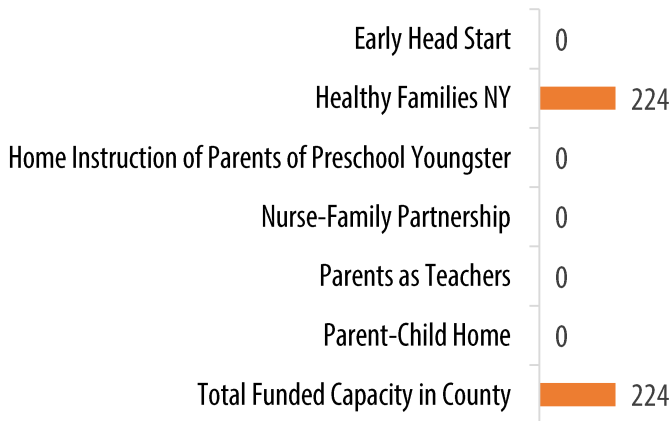 Early Head Start 0
Healthy Families NY 224
Home Instruction of Parents of Preschool Youngster 0
Nurse-Family Partnership 0
Parents as Teachers 0
Parent-Child Home 0
Total Funded Capacity in County 224